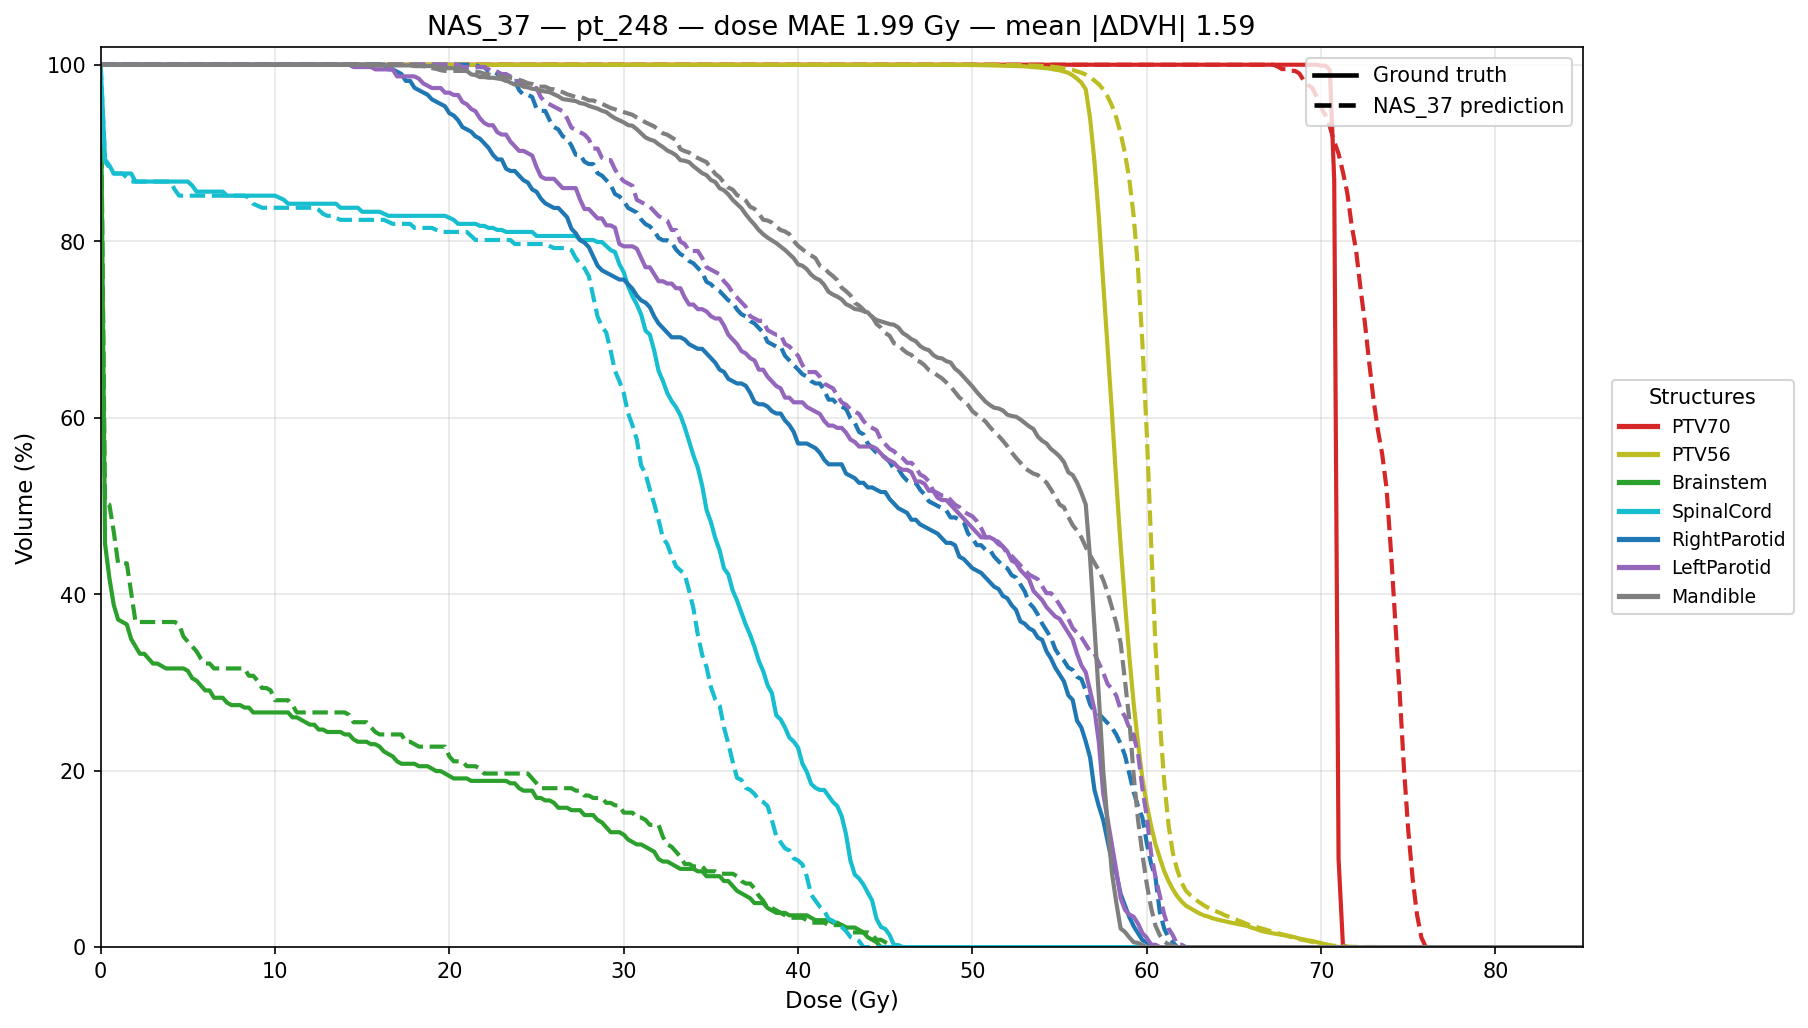 NAS_37 — pt_248 — dose MAE 1.99 Gy — mean |ΔDVH| 1.59
Ground truth
NAS_37 prediction
Volume (%)
100
80
60
40
20
0
0 10 20 30 40 50 60 70 80
Dose (Gy)
Structures
PTV70
PTV56
Brainstem
SpinalCord
RightParotid
LeftParotid
Mandible